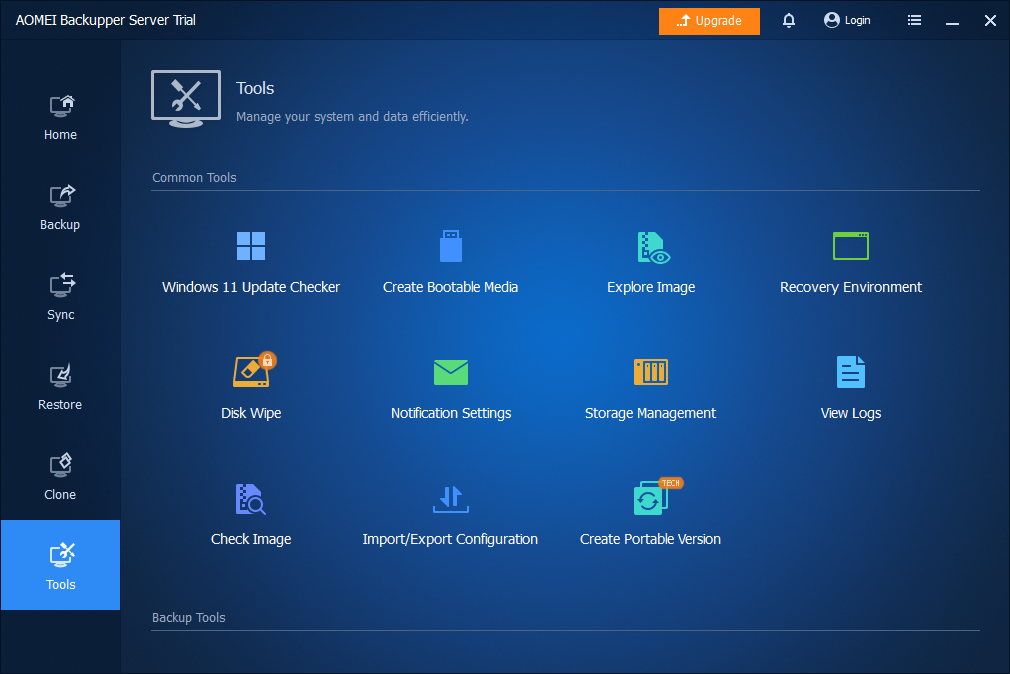 AOMEI Backupper Server Trial
Upgrade
Login
Home
Backup
Sync
Restore
Clone
Tools
Tools
Manage your system and data efficiently.
Common Tools
Windows 11 Update Checker
Create Bootable Media
Explore Image
Recovery Environment
Disk Wipe
Notification Settings
Storage Management
View Logs
TECH
Check Image
Import/Export Configuration
Create Portable Version
Backup Tools